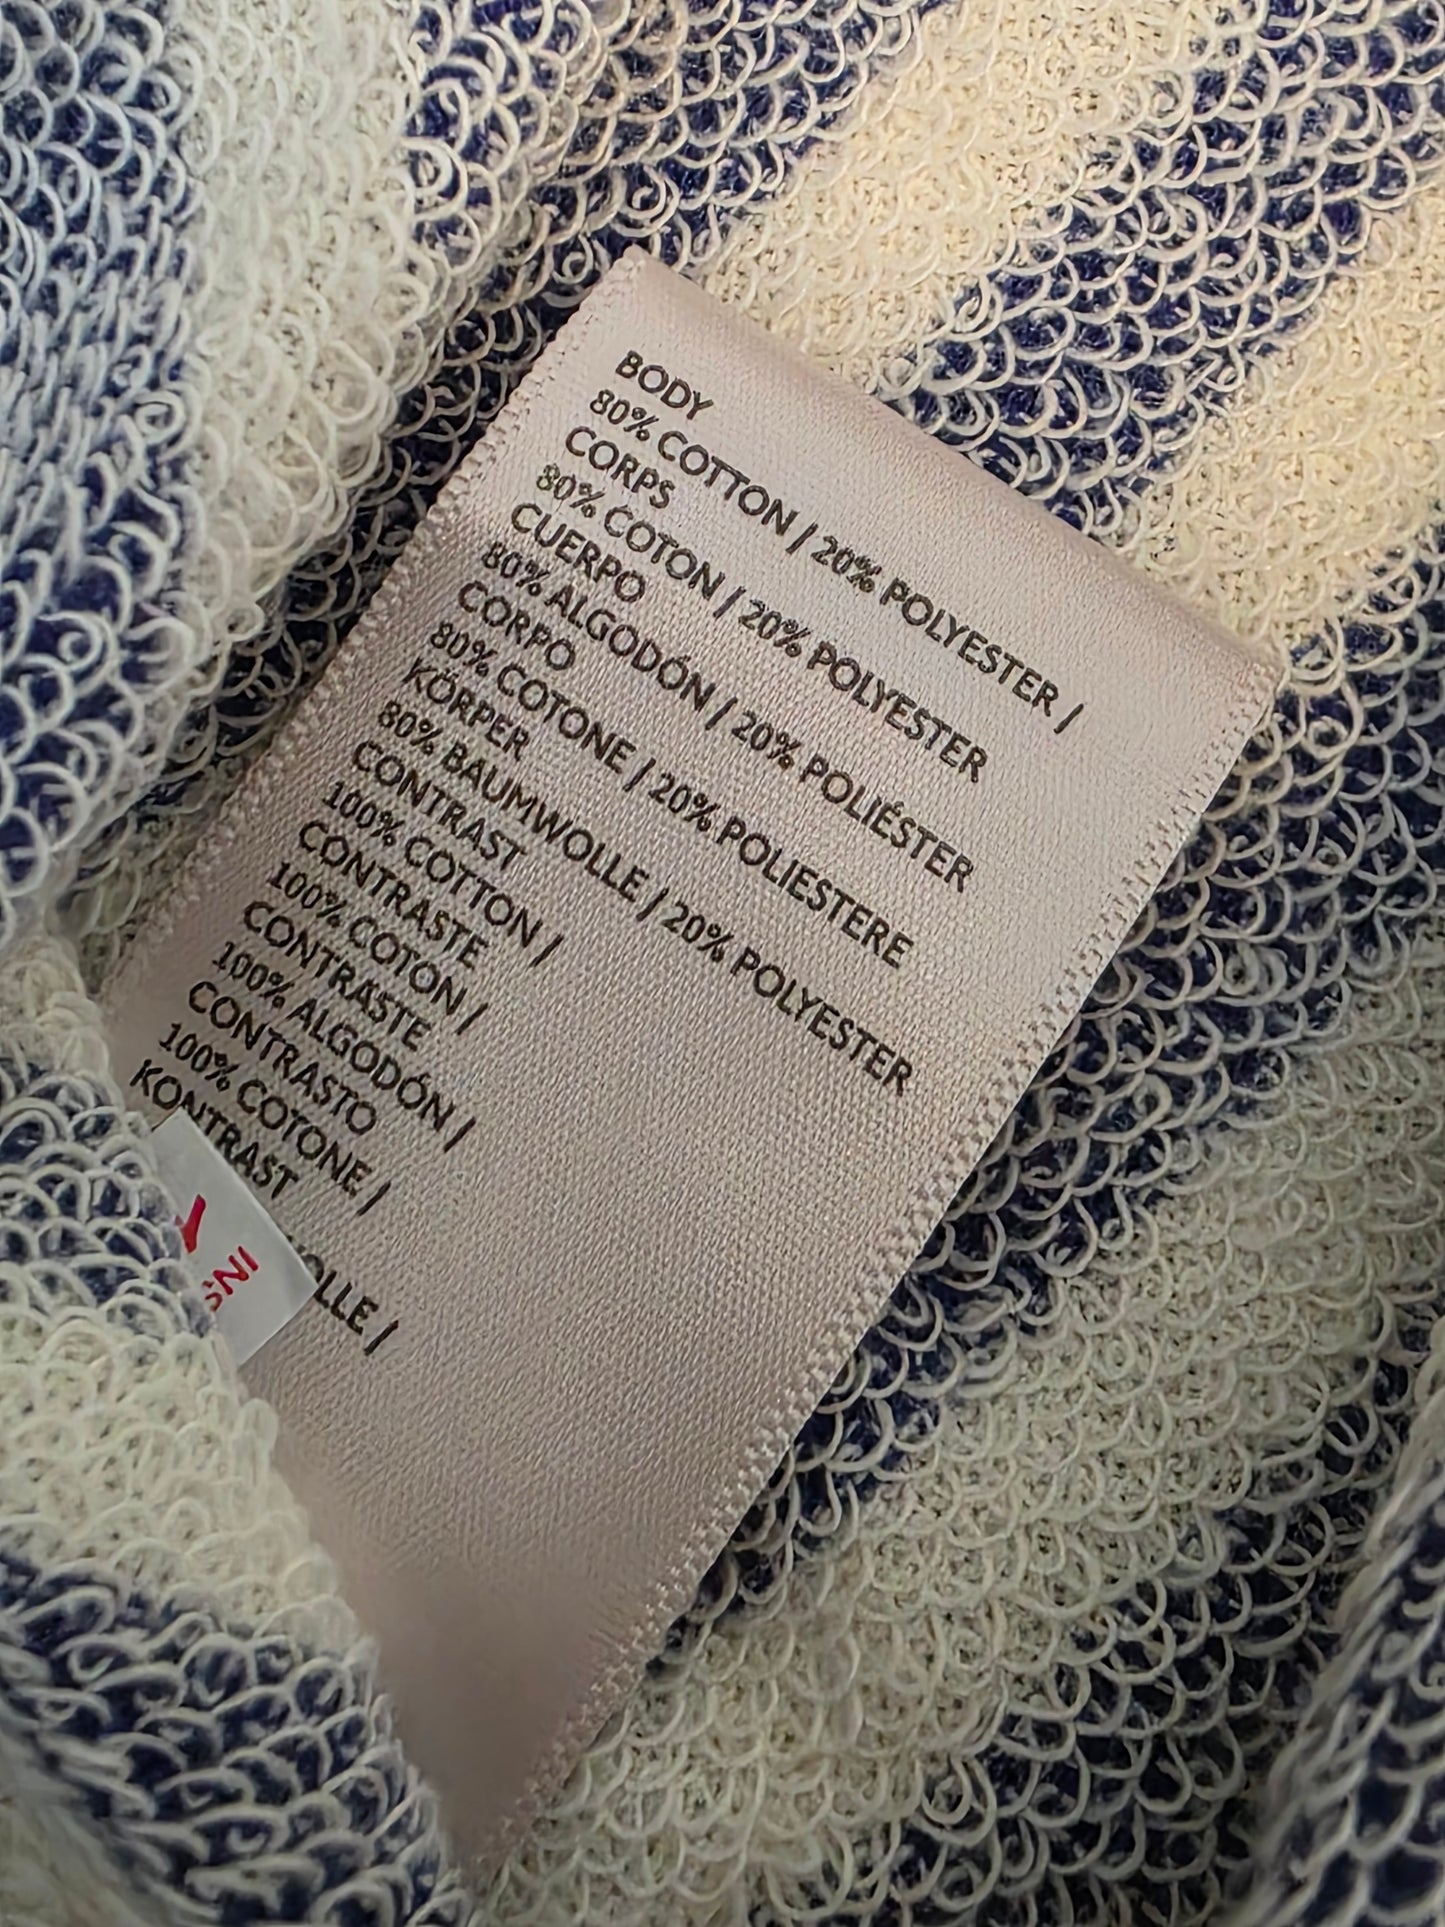 BODY
80% COTTON / 20% POLYESTER /
CORPS
80% COTON / 20% POLYESTER
CUERPO
80% ALGODÓN / 20% POLIÉSTER
CORPO
80% COTONE / 20% POLIESTERE
KÖRPER
80% BAUMWOLLE / 20% POLYESTER
CONTRAST
100% COTTON /
CONTRASTE
100% COTON /
CONTRASTE
100% ALGODÓN /
CONTRASTO
100% COTONE /
KONTRAST
OLLE /